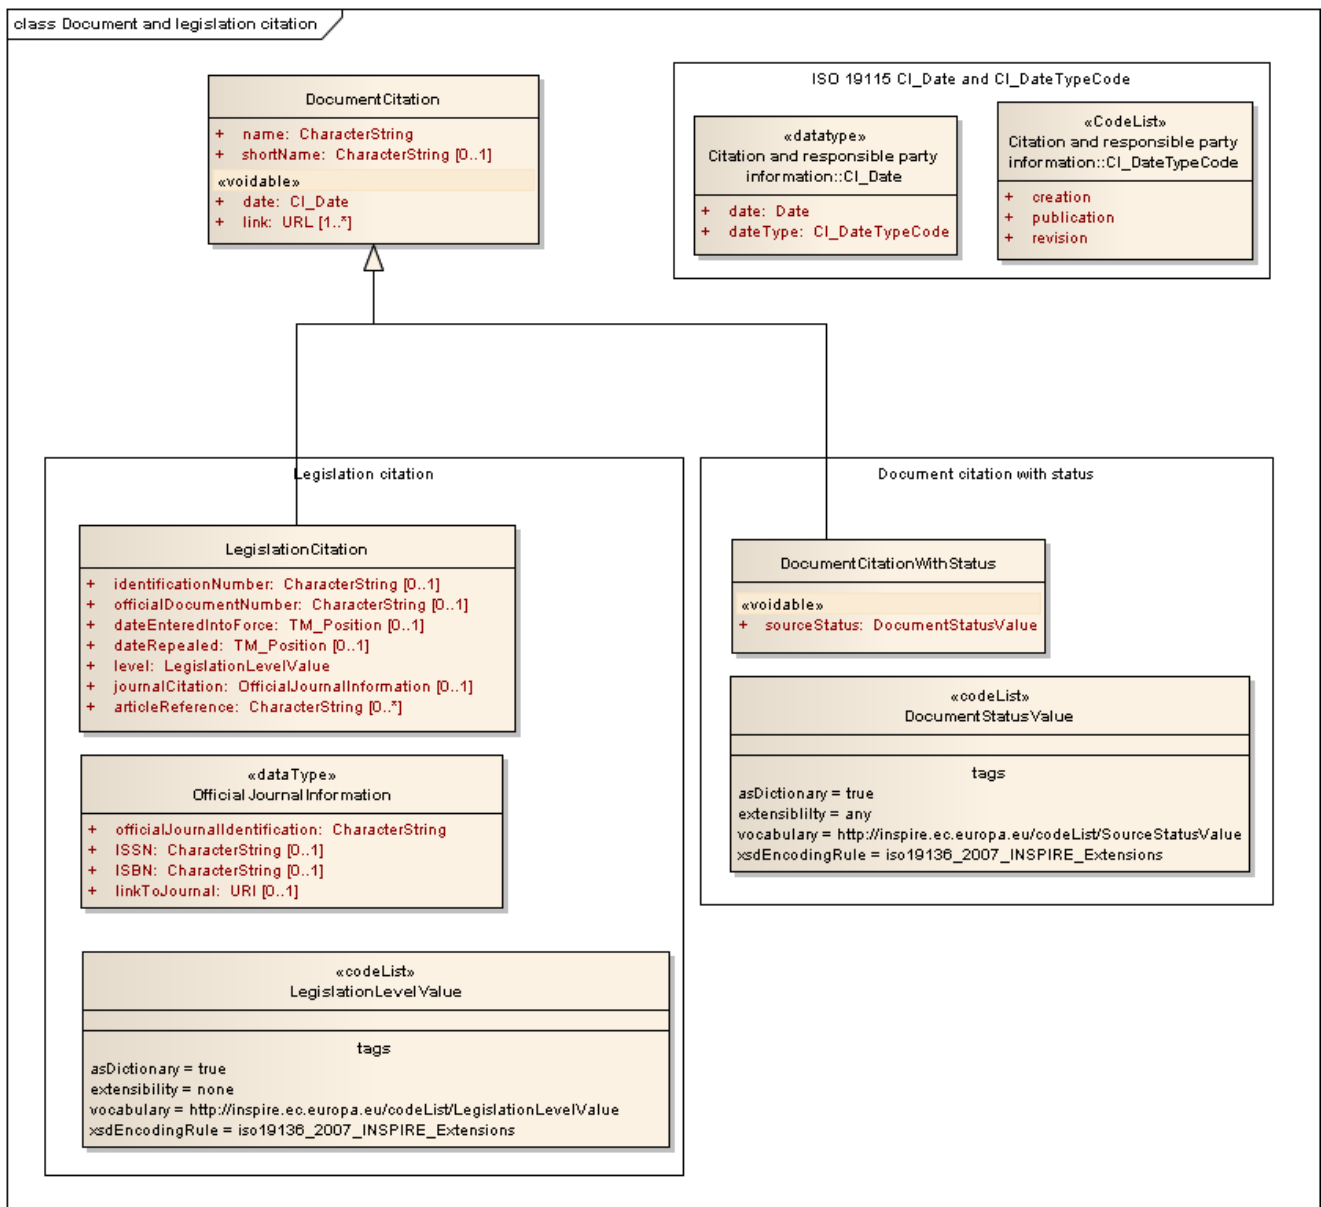 class Document and legislation citation
DocumentCitation
+ name: CharacterString
+ shortName: CharacterString [0..1]
«voidable»
+ date: CI_Date
+ link: URL [1..*]
ISO 19115 CI_Date and CI_DateTypeCode
«datatype»
Citation and responsible party
information::CI_Date
+ date: Date
+ dateType: CI_DateTypeCode
«CodeList»
Citation and responsible party
information::CI_DateTypeCode
+ creation
+ publication
+ revision
Legislation citation
LegislationCitation
+ identificationNumber: CharacterString [0..1]
+ officialDocumentNumber: CharacterString [0..1]
+ dateEnteredIntoForce: TM_Position [0..1]
+ dateRepealed: TM_Position [0..1]
+ level: LegislationLevelValue
+ journalCitation: OfficialJournalInformation [0..1]
+ articleReference: CharacterString [0..*]
«dataType»
OfficialJournalInformation
+ officialJournalIdentification: CharacterString
+ ISSN: CharacterString [0..1]
+ ISBN: CharacterString [0..1]
+ linkToJournal: URI [0..1]
«codeList»
LegislationLevelValue
tags
asDictionary = true
extensibility = none
vocabulary = http://inspire.ec.europa.eu/codeList/LegislationLevelValue
xsdEncodingRule = iso19136_2007_INSPIRE_Extensions
Document citation with status
DocumentCitationWithStatus
«voidable»
+ sourceStatus: DocumentStatusValue
«codeList»
DocumentStatusValue
tags
asDictionary = true
extensiblilty = any
vocabulary = http://inspire.ec.europa.eu/codeList/SourceStatusValue
xsdEncodingRule = iso19136_2007_INSPIRE_Extensions